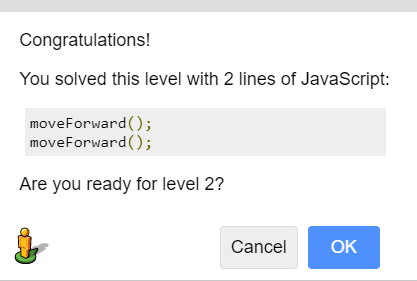 Congratulations!
You solved this level with 2 lines of JavaScript:
moveForward();
moveForward();
Are you ready for level 2?
Cancel
OK